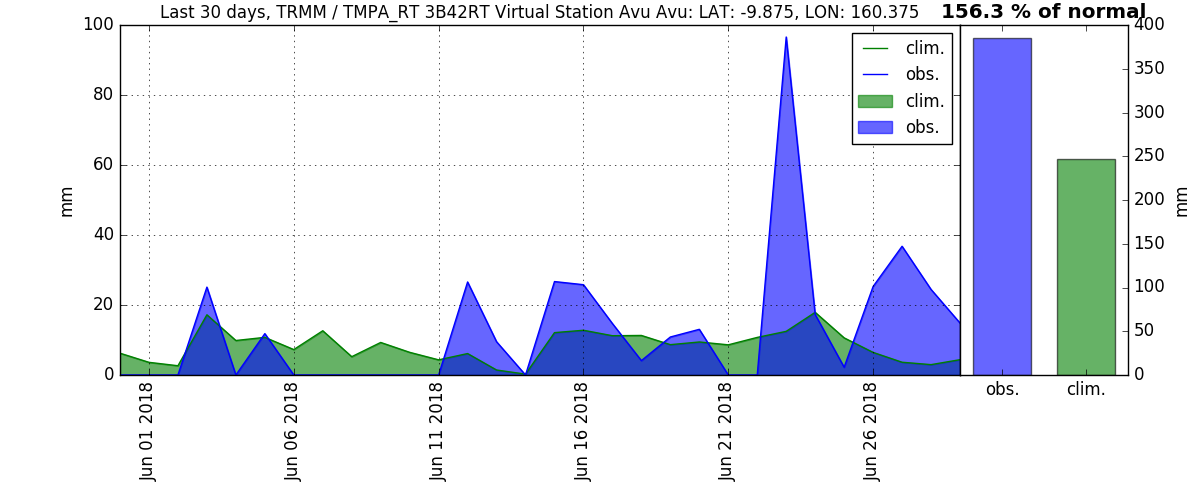 Last 30 days, TRMM / TMPA_RT 3B42RT Virtual Station Avu Avu: LAT: -9.875, LON: 160.375
156.3 % of normal
100
80
60
40
20
0
mm
clim.
obs.
clim.
obs.
400
350
300
250
200
150
100
50
0
mm
Jun 01 2018
Jun 06 2018
Jun 11 2018
Jun 16 2018
Jun 21 2018
Jun 26 2018
obs.
clim.